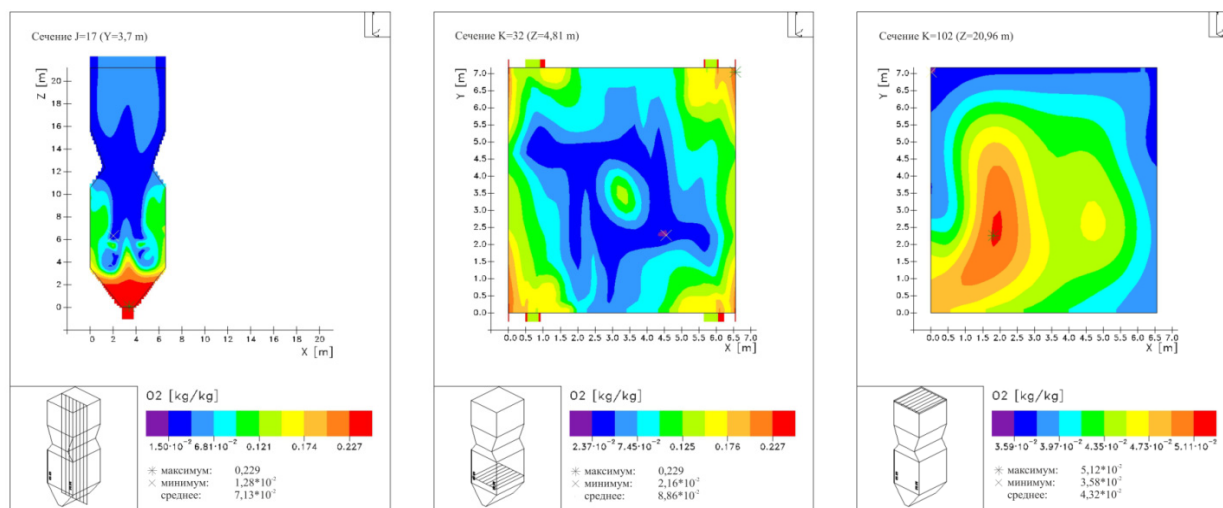 Сечение J=17 (Y=3,7 m)
Z [m]
20
18
16
14
12
10
8
6
4
2
0
0 2 4 6 8 10 12 14 16 18 20
X [m]
O2 [kg/kg]
1.50·10⁻² 6.81·10⁻² 0.121 0.174 0.227
максимум: 0,229
минимум: 1,28*10⁻²
среднее: 7,13*10⁻²
Сечение K=32 (Z=4,81 m)
Y [m]
7.0
6.5
6.0
5.5
5.0
4.5
4.0
3.5
3.0
2.5
2.0
1.5
1.0
0.5
0.0
0.0 0.5 1.0 1.5 2.0 2.5 3.0 3.5 4.0 4.5 5.0 5.5 6.0 6.5 7.0
X [m]
O2 [kg/kg]
2.37·10⁻² 7.45·10⁻² 0.125 0.176 0.227
максимум: 0,229
минимум: 2,16*10⁻²
среднее: 8,86*10⁻²
Сечение K=102 (Z=20,96 m)
Y [m]
7.0
6.5
6.0
5.5
5.0
4.5
4.0
3.5
3.0
2.5
2.0
1.5
1.0
0.5
0.0
0.0 0.5 1.0 1.5 2.0 2.5 3.0 3.5 4.0 4.5 5.0 5.5 6.0 6.5 7.0
X [m]
O2 [kg/kg]
3.59·10⁻² 3.97·10⁻² 4.35·10⁻² 4.73·10⁻² 5.11·10⁻²
максимум: 5,12*10⁻²
минимум: 3,58*10⁻²
среднее: 4,32*10⁻²